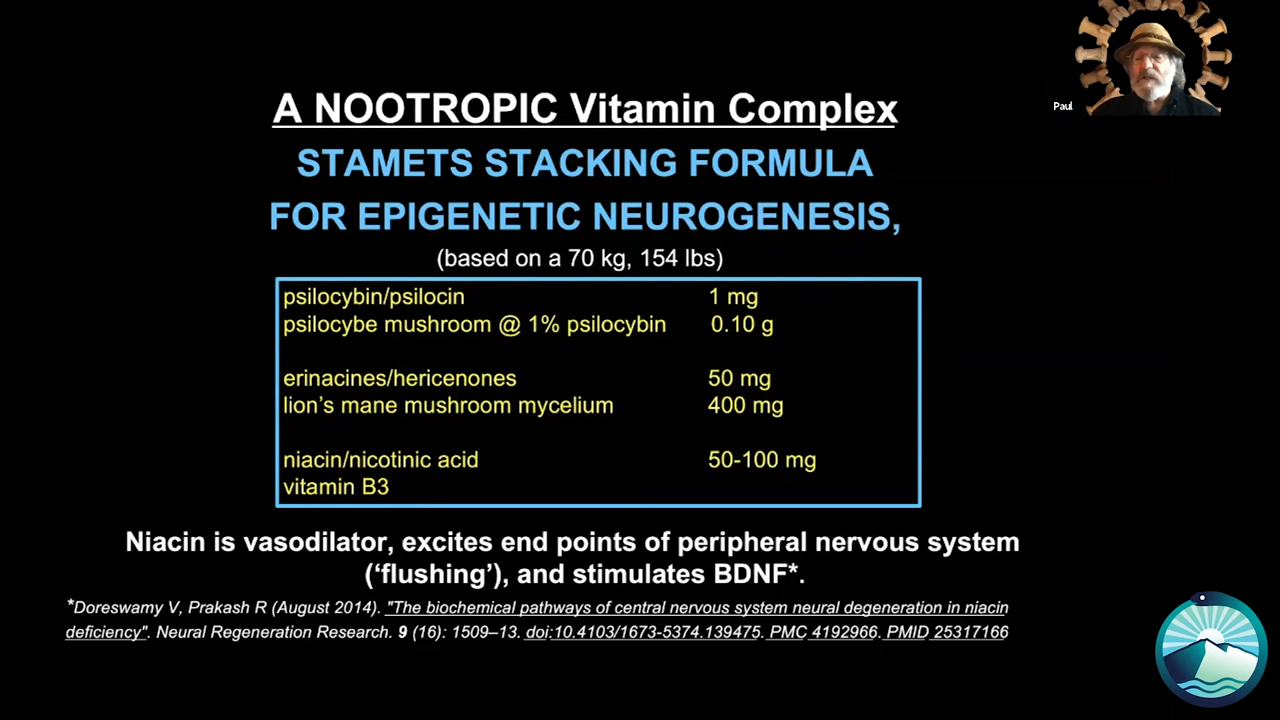 Paul
A NOOTROPIC Vitamin Complex
STAMETS STACKING FORMULA
FOR EPIGENETIC NEUROGENESIS,
(based on a 70 kg, 154 lbs)
psilocybin/psilocin 1 mg
psilocybe mushroom @ 1% psilocybin 0.10 g
erinacines/hericenones 50 mg
lion’s mane mushroom mycelium 400 mg
niacin/nicotinic acid 50-100 mg
vitamin B3
Niacin is vasodilator, excites end points of peripheral nervous system
(‘flushing’), and stimulates BDNF*.
*Doreswamy V, Prakash R (August 2014). "The biochemical pathways of central nervous system neural degeneration in niacin
deficiency". Neural Regeneration Research. 9 (16): 1509–13. doi:10.4103/1673-5374.139475. PMC 4192966. PMID 25317166